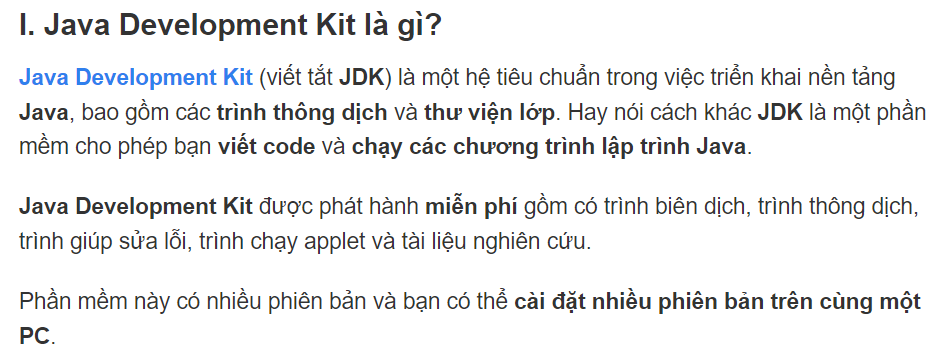 I. Java Development Kit là gì?
Java Development Kit (viết tắt JDK) là một hệ tiêu chuẩn trong việc triển khai nền tảng
Java, bao gồm các trình thông dịch và thư viện lớp. Hay nói cách khác JDK là một phần
mềm cho phép bạn viết code và chạy các chương trình lập trình Java.
Java Development Kit được phát hành miễn phí gồm có trình biên dịch, trình thông dịch,
trình giúp sửa lỗi, trình chạy applet và tài liệu nghiên cứu.
Phần mềm này có nhiều phiên bản và bạn có thể cài đặt nhiều phiên bản trên cùng một
PC.